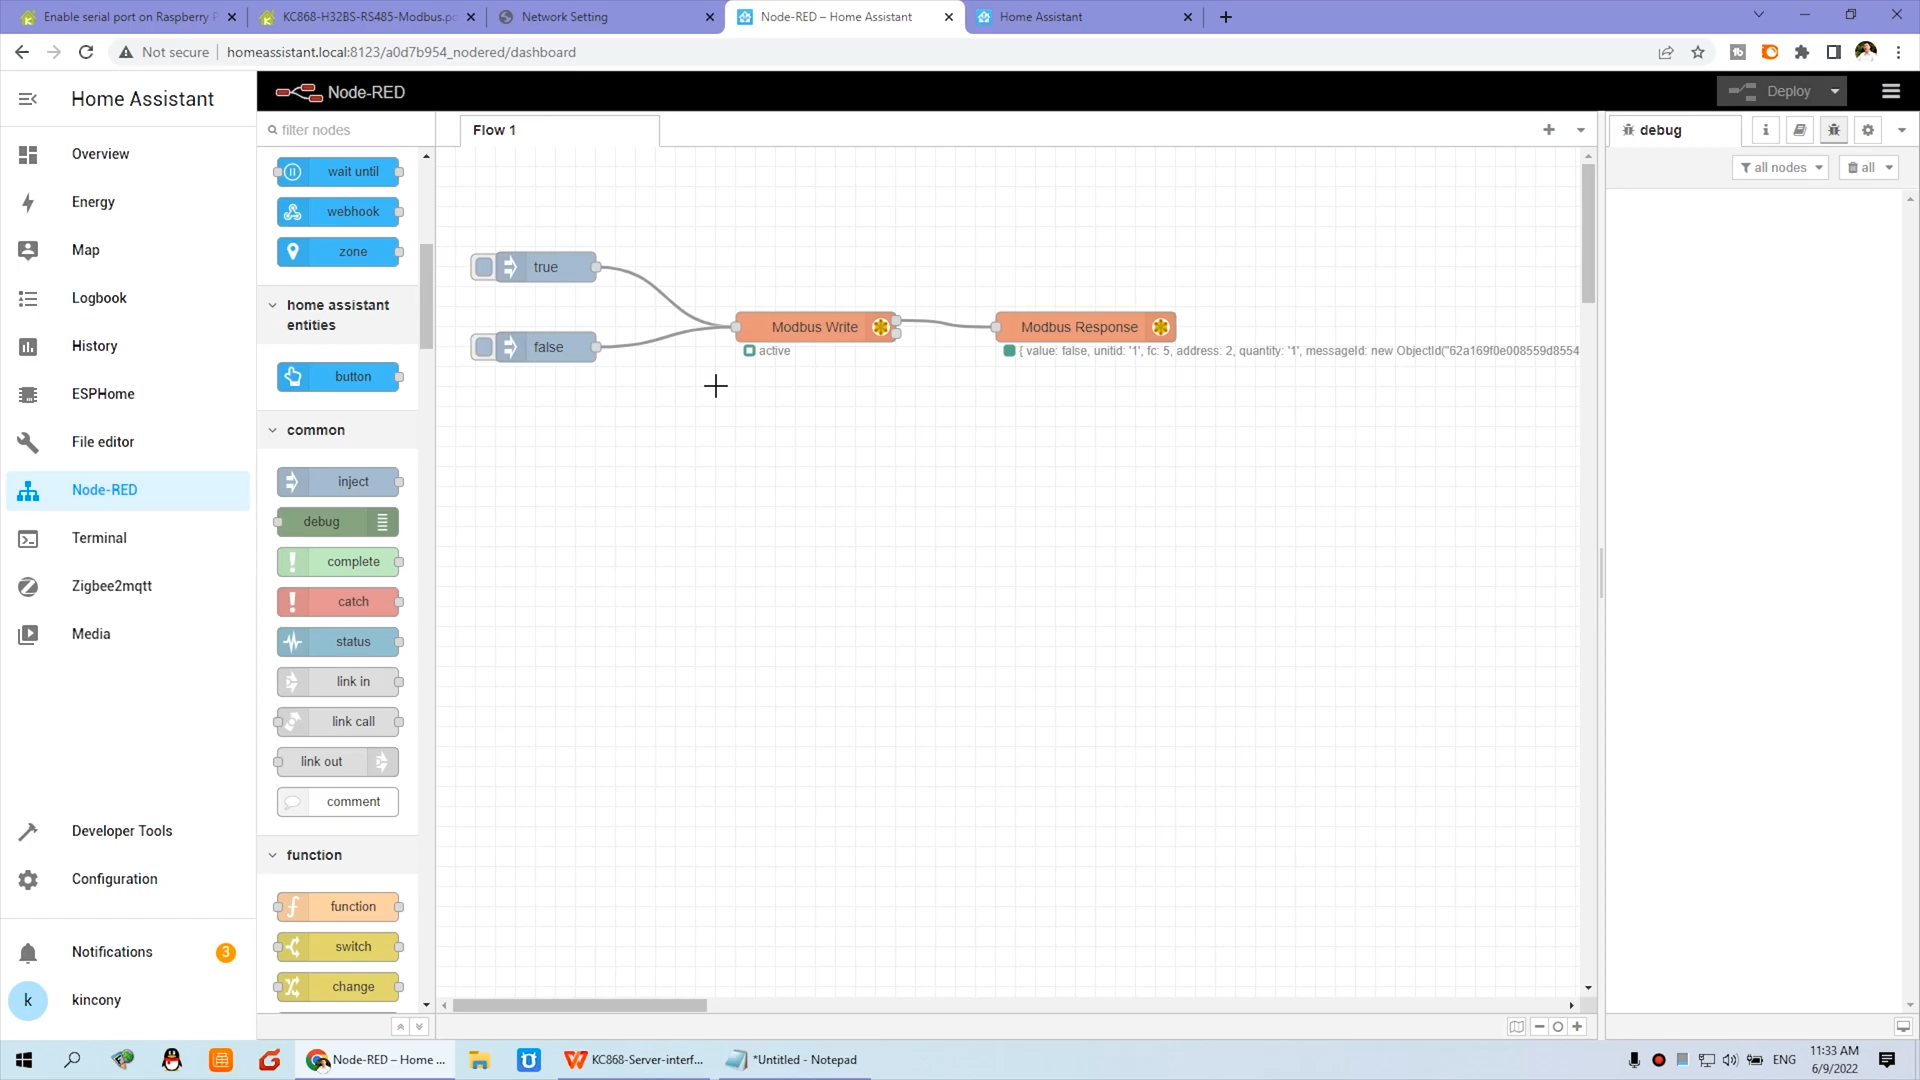 Enable serial port on Raspberry P
KC868-H32BS-RS485-Modbus.pd
Network Setting
Node-RED – Home Assistant
Home Assistant
Not secure
homeassistant.local:8123/a0d7b954_nodered/dashboard
Home Assistant
Node-RED
Deploy
filter nodes
Flow 1
debug
all nodes
all
Overview
Energy
Map
Logbook
History
ESPHome
File editor
Node-RED
Terminal
Zigbee2mqtt
Media
Developer Tools
Configuration
Notifications
3
k
kincony
wait until
webhook
zone
home assistant
entities
button
common
inject
debug
complete
catch
status
link in
link call
link out
comment
function
function
switch
change
true
false
Modbus Write
active
Modbus Response
{ value: false, unitid: '1', fc: 5, address: 2, quantity: '1', messageId: new ObjectId("62a169f0e008559d8554
Node-RED – Home ...
KC868-Server-interf...
*Untitled - Notepad
ENG
11:33 AM
6/9/2022